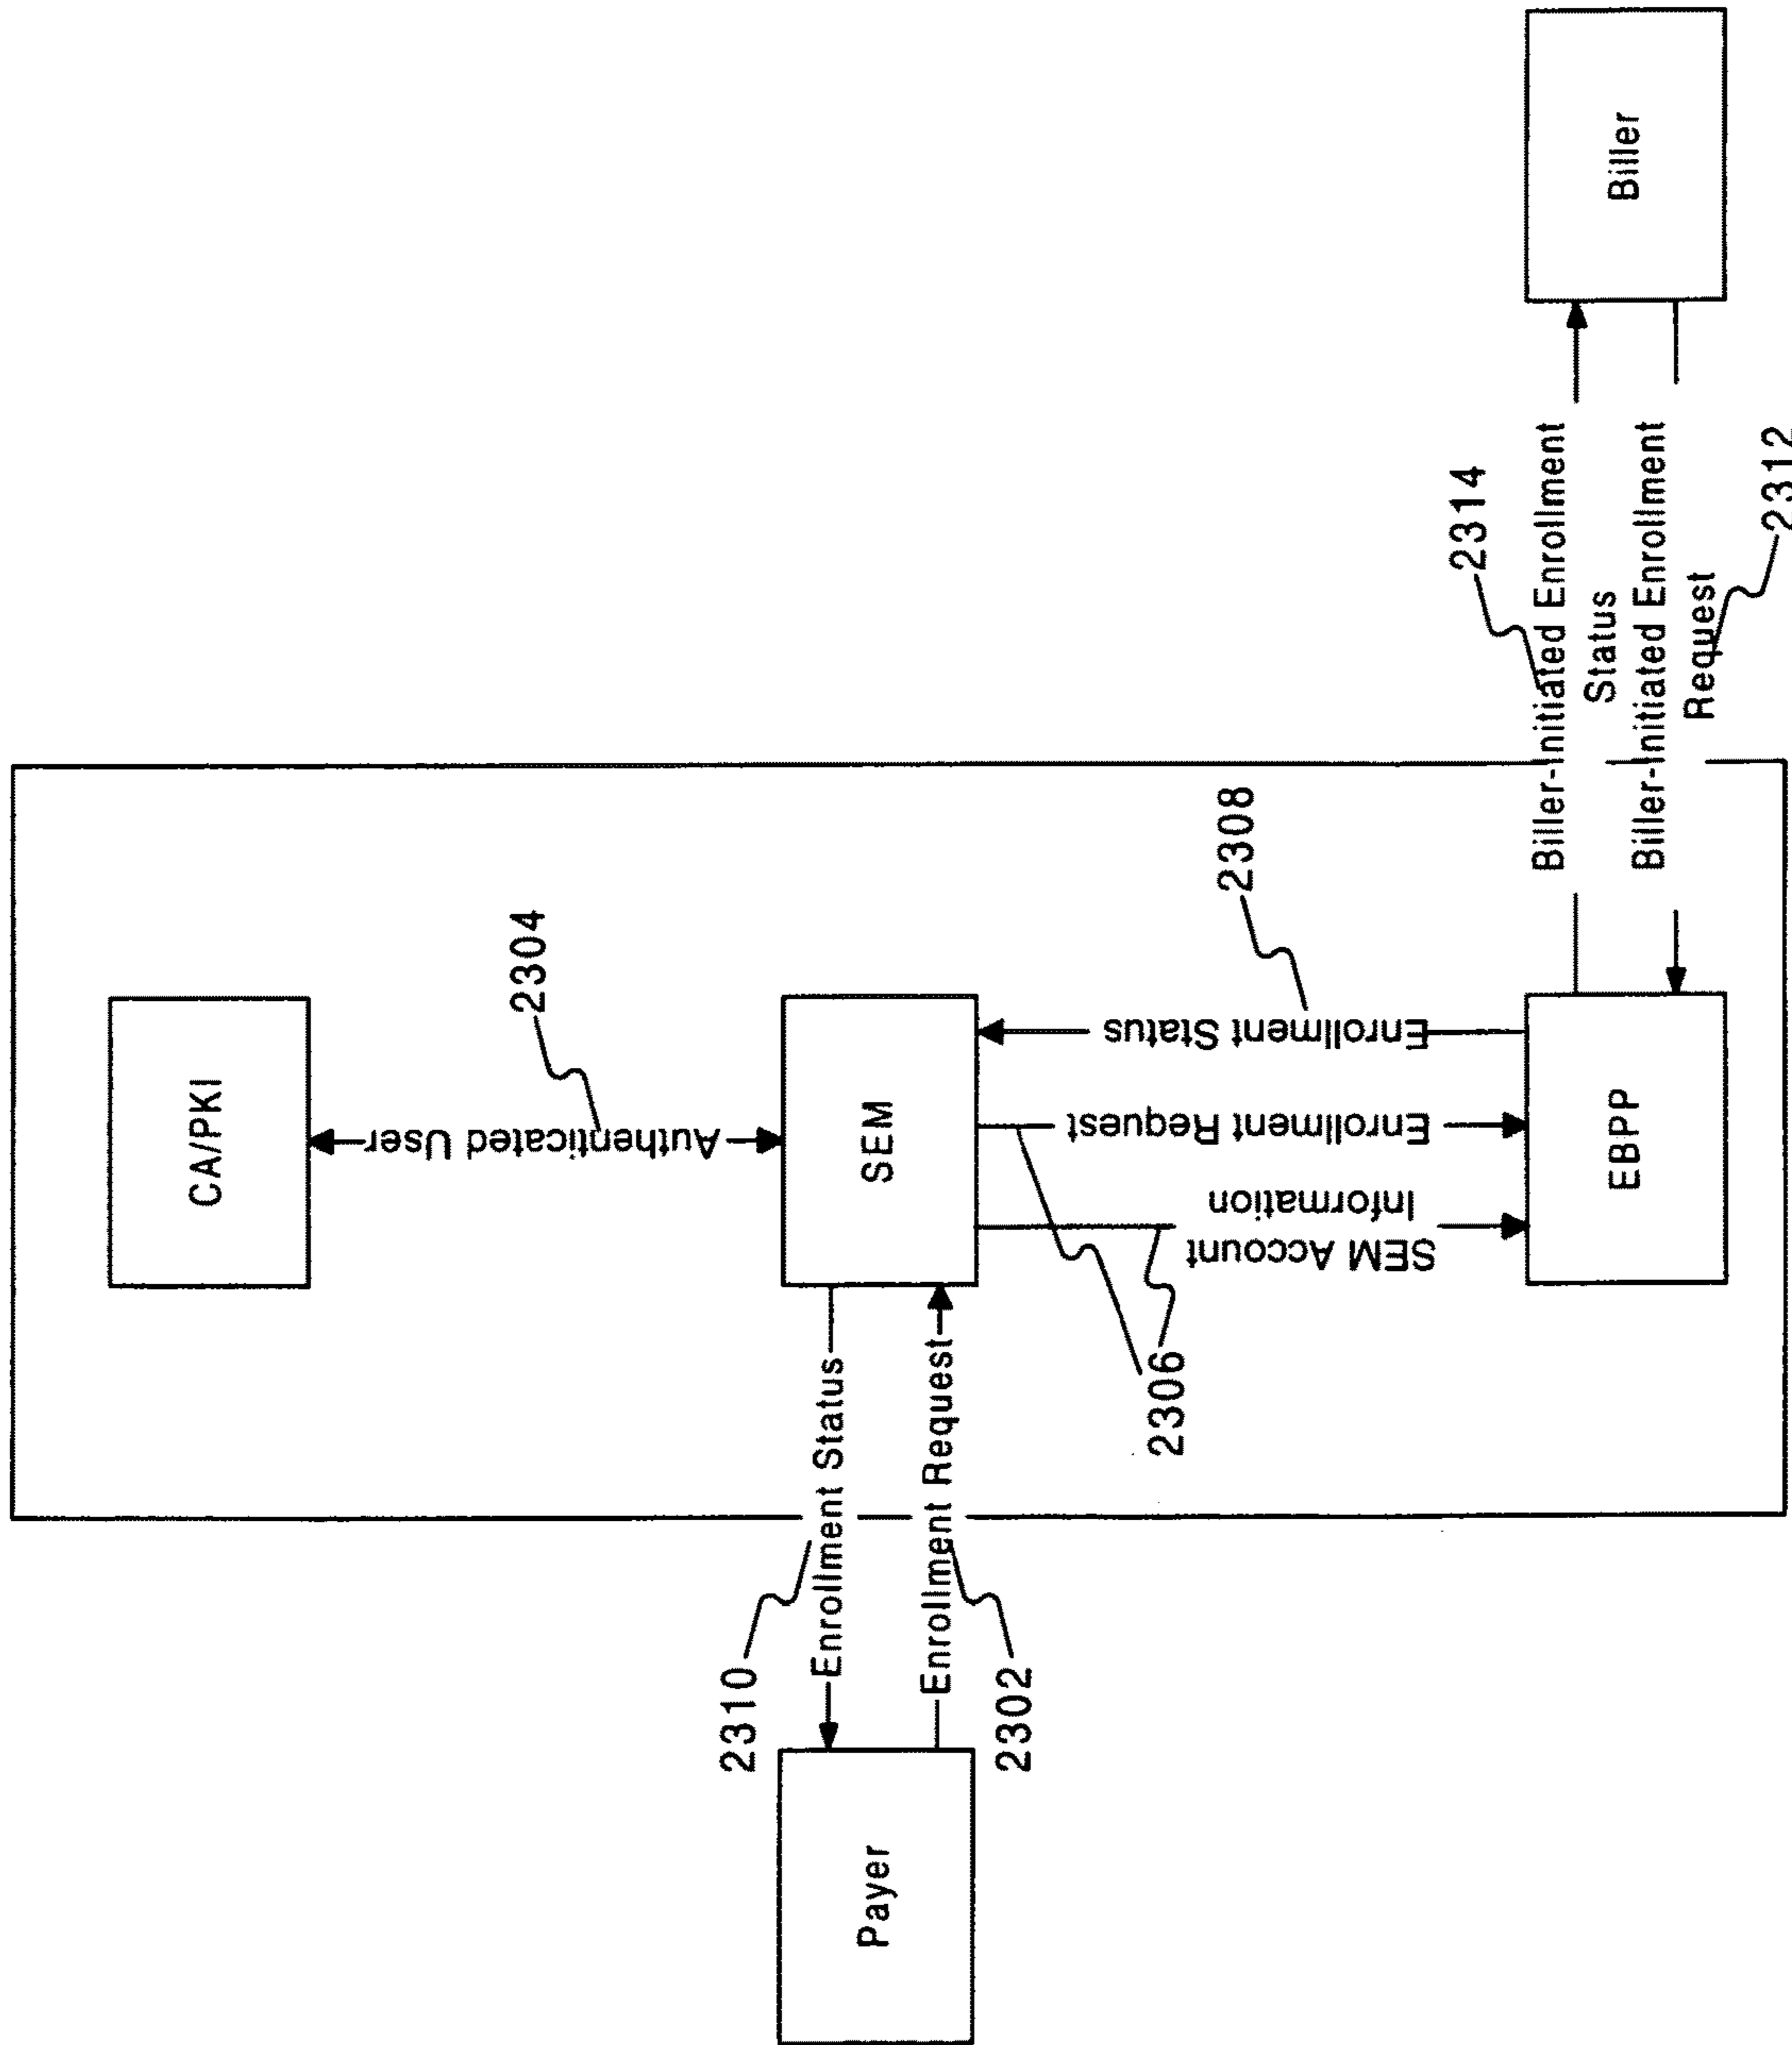 CA/PKI
2304
Authenticated User
2310
Enrollment Status
Payer
Enrollment Request
2302
SEM
2306
SEM Account
Information
Enrollment Request
Enrollment Status
2308
EBPP
2314
Biller-Initiated Enrollment
Status
Biller-Initiated Enrollment
Request
2312
Biller